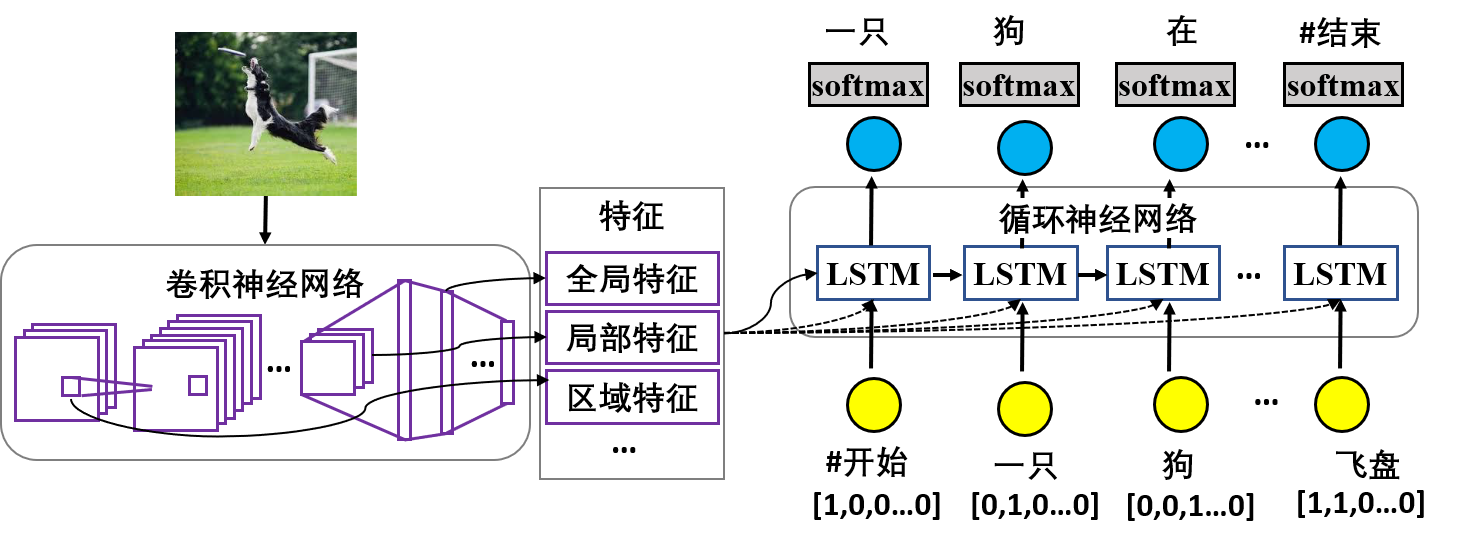 一只
狗
在
#结束
softmax
softmax
softmax
softmax
...
特征
循环神经网络
卷积神经网络
全局特征
LSTM
LSTM
LSTM
...
LSTM
局部特征
...
...
区域特征
...
...
#开始
一只
狗
飞盘
[1,0,0...0]
[0,1,0...0]
[0,0,1...0]
[1,1,0...0]